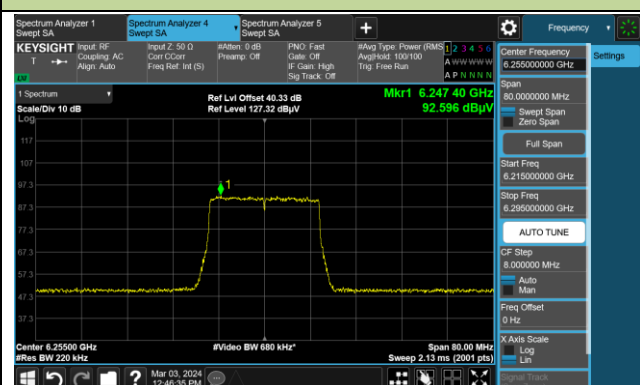 Spectrum Analyzer 1
Swept SA
Spectrum Analyzer 4
Swept SA
Spectrum Analyzer 5
Swept SA
+
Frequency
KEYSIGHT
T
Input: RF
Coupling: AC
Align: Auto
Input Z: 50 Ω
Corr CCorr
Freq Ref: Int (S)
#Atten: 0 dB
Preamp: Off
PNO: Fast
Gate: Off
IF Gain: High
Sig Track: Off
#Avg Type: Power (RMS
Avg|Hold: 100/100
Trig: Free Run
1 2 3 4 5 6
A W W W W W
A P N N N N
1 Spectrum
Scale/Div 10 dB
Log
Ref Lvl Offset 40.33 dB
Ref Level 127.32 dBµV
Mkr1 6.247 40 GHz
92.596 dBµV
117
107
97.3
87.3
77.3
67.3
57.3
47.3
37.3
1
Center 6.25500 GHz
#Res BW 220 kHz
#Video BW 680 kHz*
Span 80.00 MHz
Sweep 2.13 ms (2001 pts)
Mar 03, 2024
12:46:35 PM
Settings
Center Frequency
6.255000000 GHz
Span
80.0000000 MHz
Swept Span
Zero Span
Full Span
Start Freq
6.215000000 GHz
Stop Freq
6.295000000 GHz
AUTO TUNE
CF Step
8.000000 MHz
Auto
Man
Freq Offset
0 Hz
X Axis Scale
Log
Lin
Signal Track